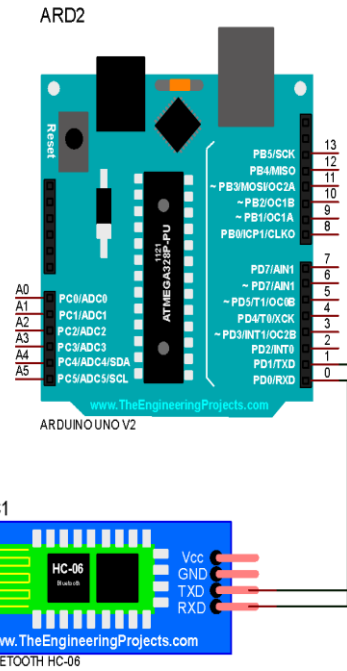 ARD2
Reset
13
PB5/SCK
12
PB4/MISO
11
~ PB3/MOSI/OC2A
10
~ PB2/OC1B
9
~ PB1/OC1A
8
PB0/ICP1/CLKO
1121
ATMEGA328P-PU
7
PD7/AIN1
6
~ PD7/AIN1
5
~ PD5/T1/OC0B
4
PD4/T0/XCK
3
~ PD3/INT1/OC2B
2
PD2/INT0
1
PD1/TXD
0
PD0/RXD
A0
PC0/ADC0
A1
PC1/ADC1
A2
PC2/ADC2
A3
PC3/ADC3
A4
PC4/ADC4/SDA
A5
PC5/ADC5/SCL
www.TheEngineeringProjects.com
ARDUINO UNO V2
1
HC-06
Bluetooth
Vcc
GND
TXD
RXD
ww.TheEngineeringProjects.com
ETOOTH HC-06